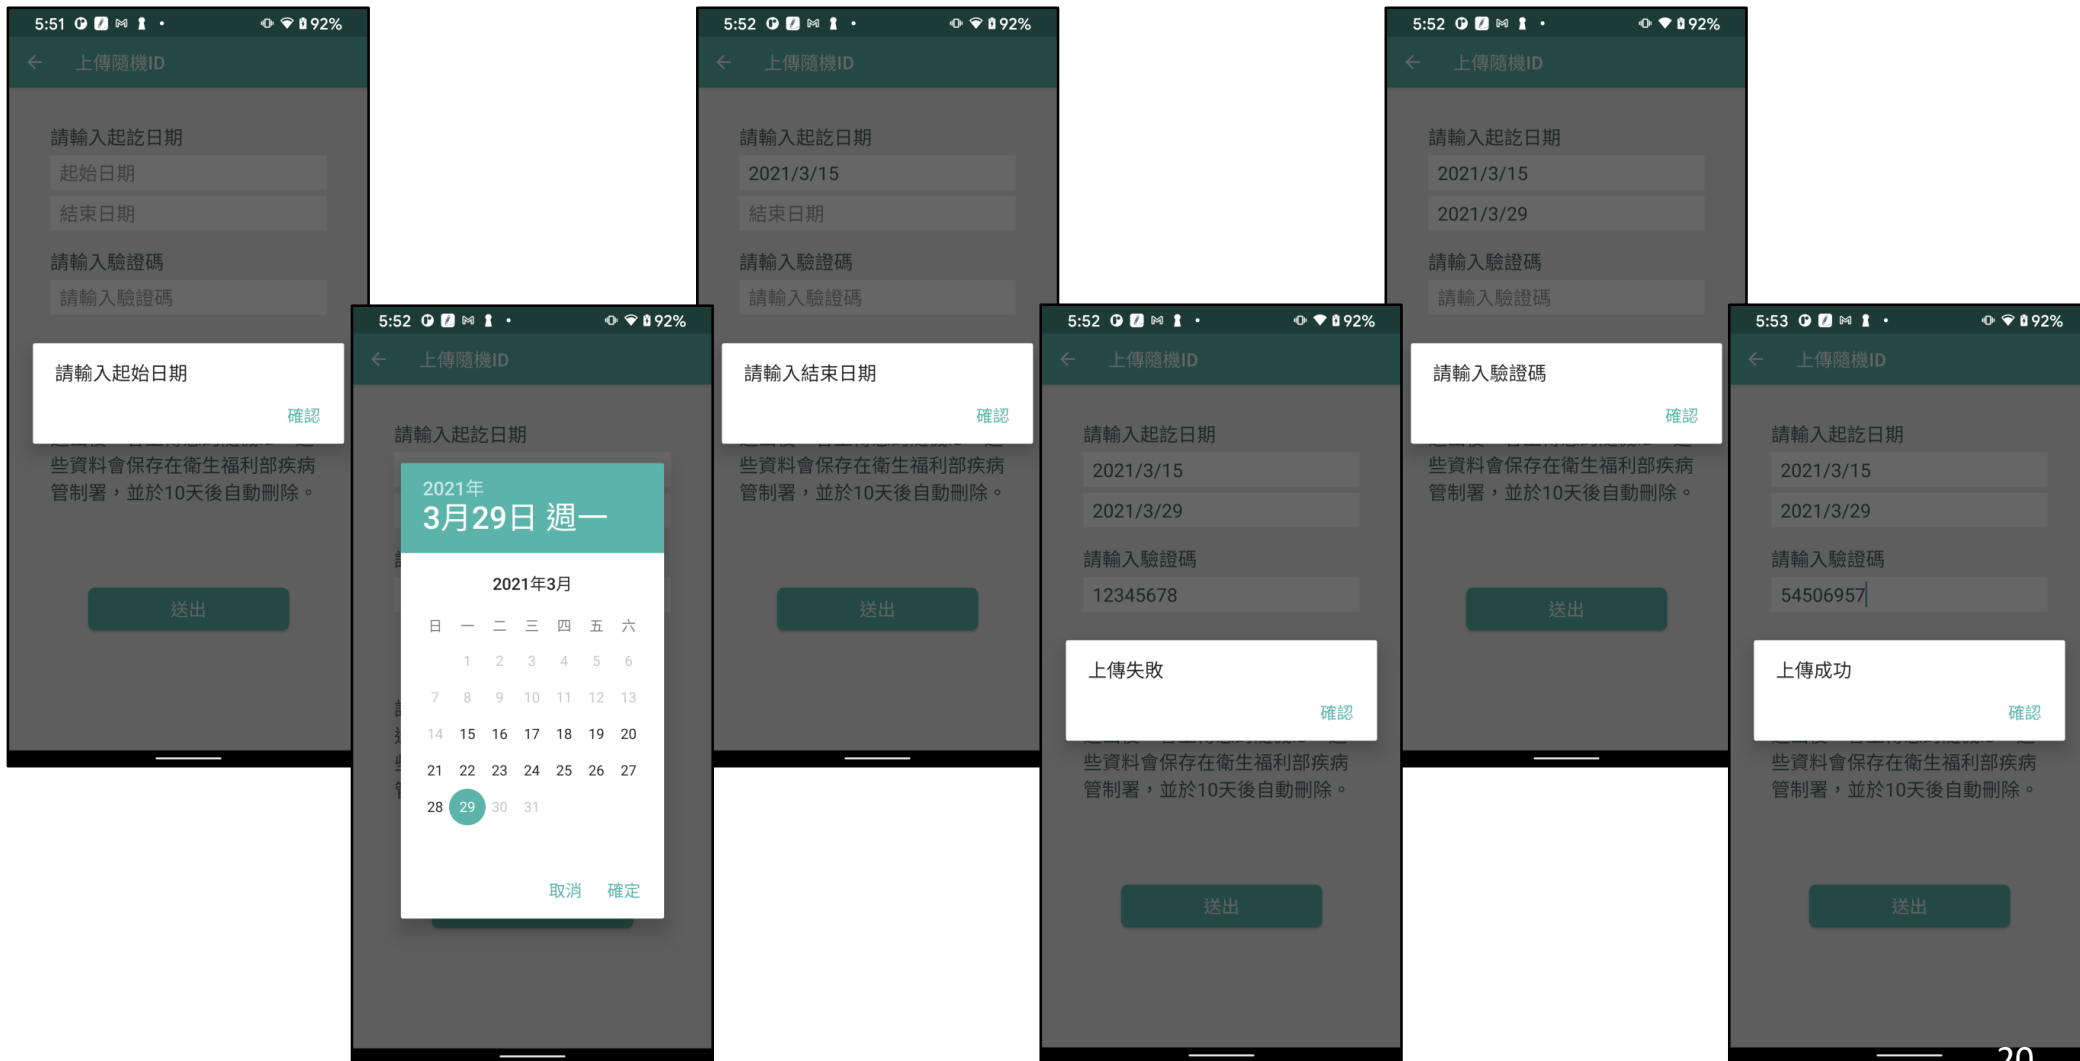 5:51
92%
上傳隨機ID
請輸入起訖日期
起始日期
結束日期
請輸入驗證碼
請輸入驗證碼
請輸入起始日期
確認
些資料會保存在衛生福利部疾病
管制署，並於10天後自動刪除。
送出
5:52
92%
上傳隨機ID
請輸入起訖日期
2021年
3月29日 週一
2021年3月
日 一 二 三 四 五 六
1 2 3 4 5 6
7 8 9 10 11 12 13
14 15 16 17 18 19 20
21 22 23 24 25 26 27
28 29 30 31
取消 確定
5:52
92%
上傳隨機ID
請輸入起訖日期
2021/3/15
結束日期
請輸入驗證碼
請輸入驗證碼
請輸入結束日期
確認
些資料會保存在衛生福利部疾病
管制署，並於10天後自動刪除。
送出
5:52
92%
上傳隨機ID
請輸入起訖日期
2021/3/15
2021/3/29
請輸入驗證碼
12345678
上傳失敗
確認
些資料會保存在衛生福利部疾病
管制署，並於10天後自動刪除。
送出
5:52
92%
上傳隨機ID
請輸入起訖日期
2021/3/15
2021/3/29
請輸入驗證碼
請輸入驗證碼
請輸入驗證碼
確認
些資料會保存在衛生福利部疾病
管制署，並於10天後自動刪除。
送出
5:53
92%
上傳隨機ID
請輸入起訖日期
2021/3/15
2021/3/29
請輸入驗證碼
54506957
上傳成功
確認
些資料會保存在衛生福利部疾病
管制署，並於10天後自動刪除。
送出
20